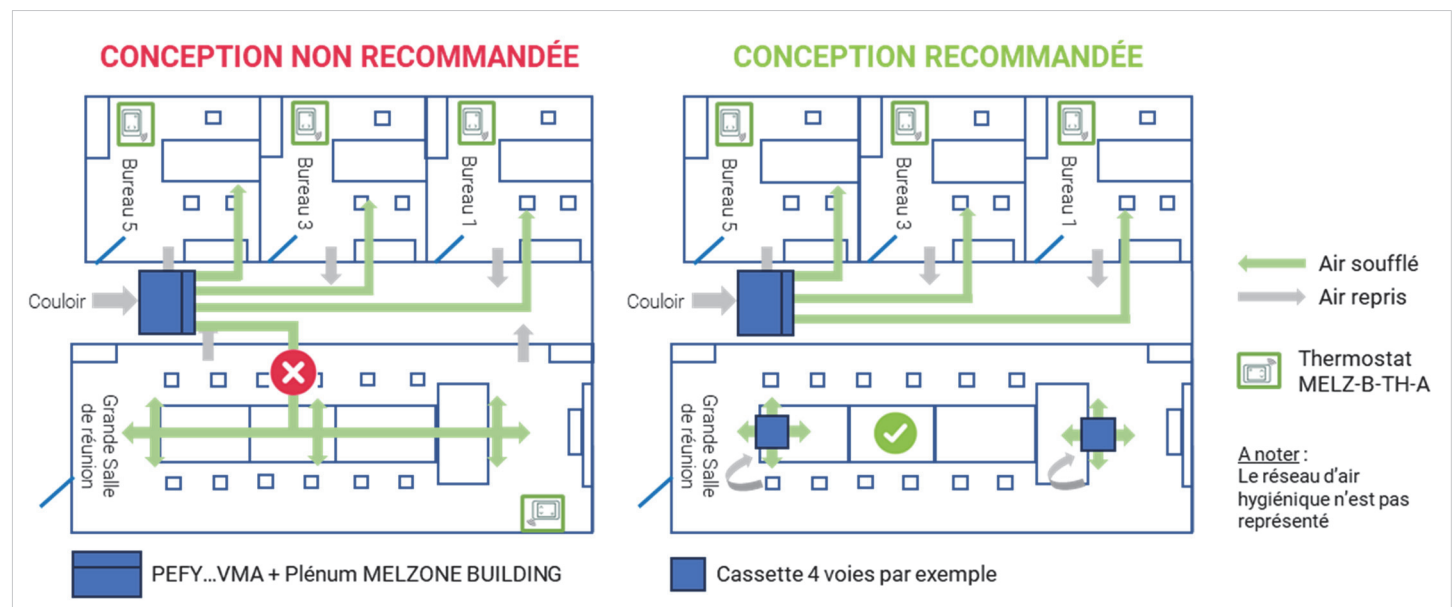 CONCEPTION NON RECOMMANDÉE
CONCEPTION RECOMMANDÉE
Bureau 5
Bureau 3
Bureau 1
Couloir
Grande Salle
de réunion
Bureau 5
Bureau 3
Bureau 1
Couloir
Grande Salle
de réunion
Air soufflé
Air repris
Thermostat
MELZ-B-TH-A
A noter :
Le réseau d'air
hygiénique n'est pas
représenté
PEFY...VMA + Plénum MELZONE BUILDING
Cassette 4 voies par exemple